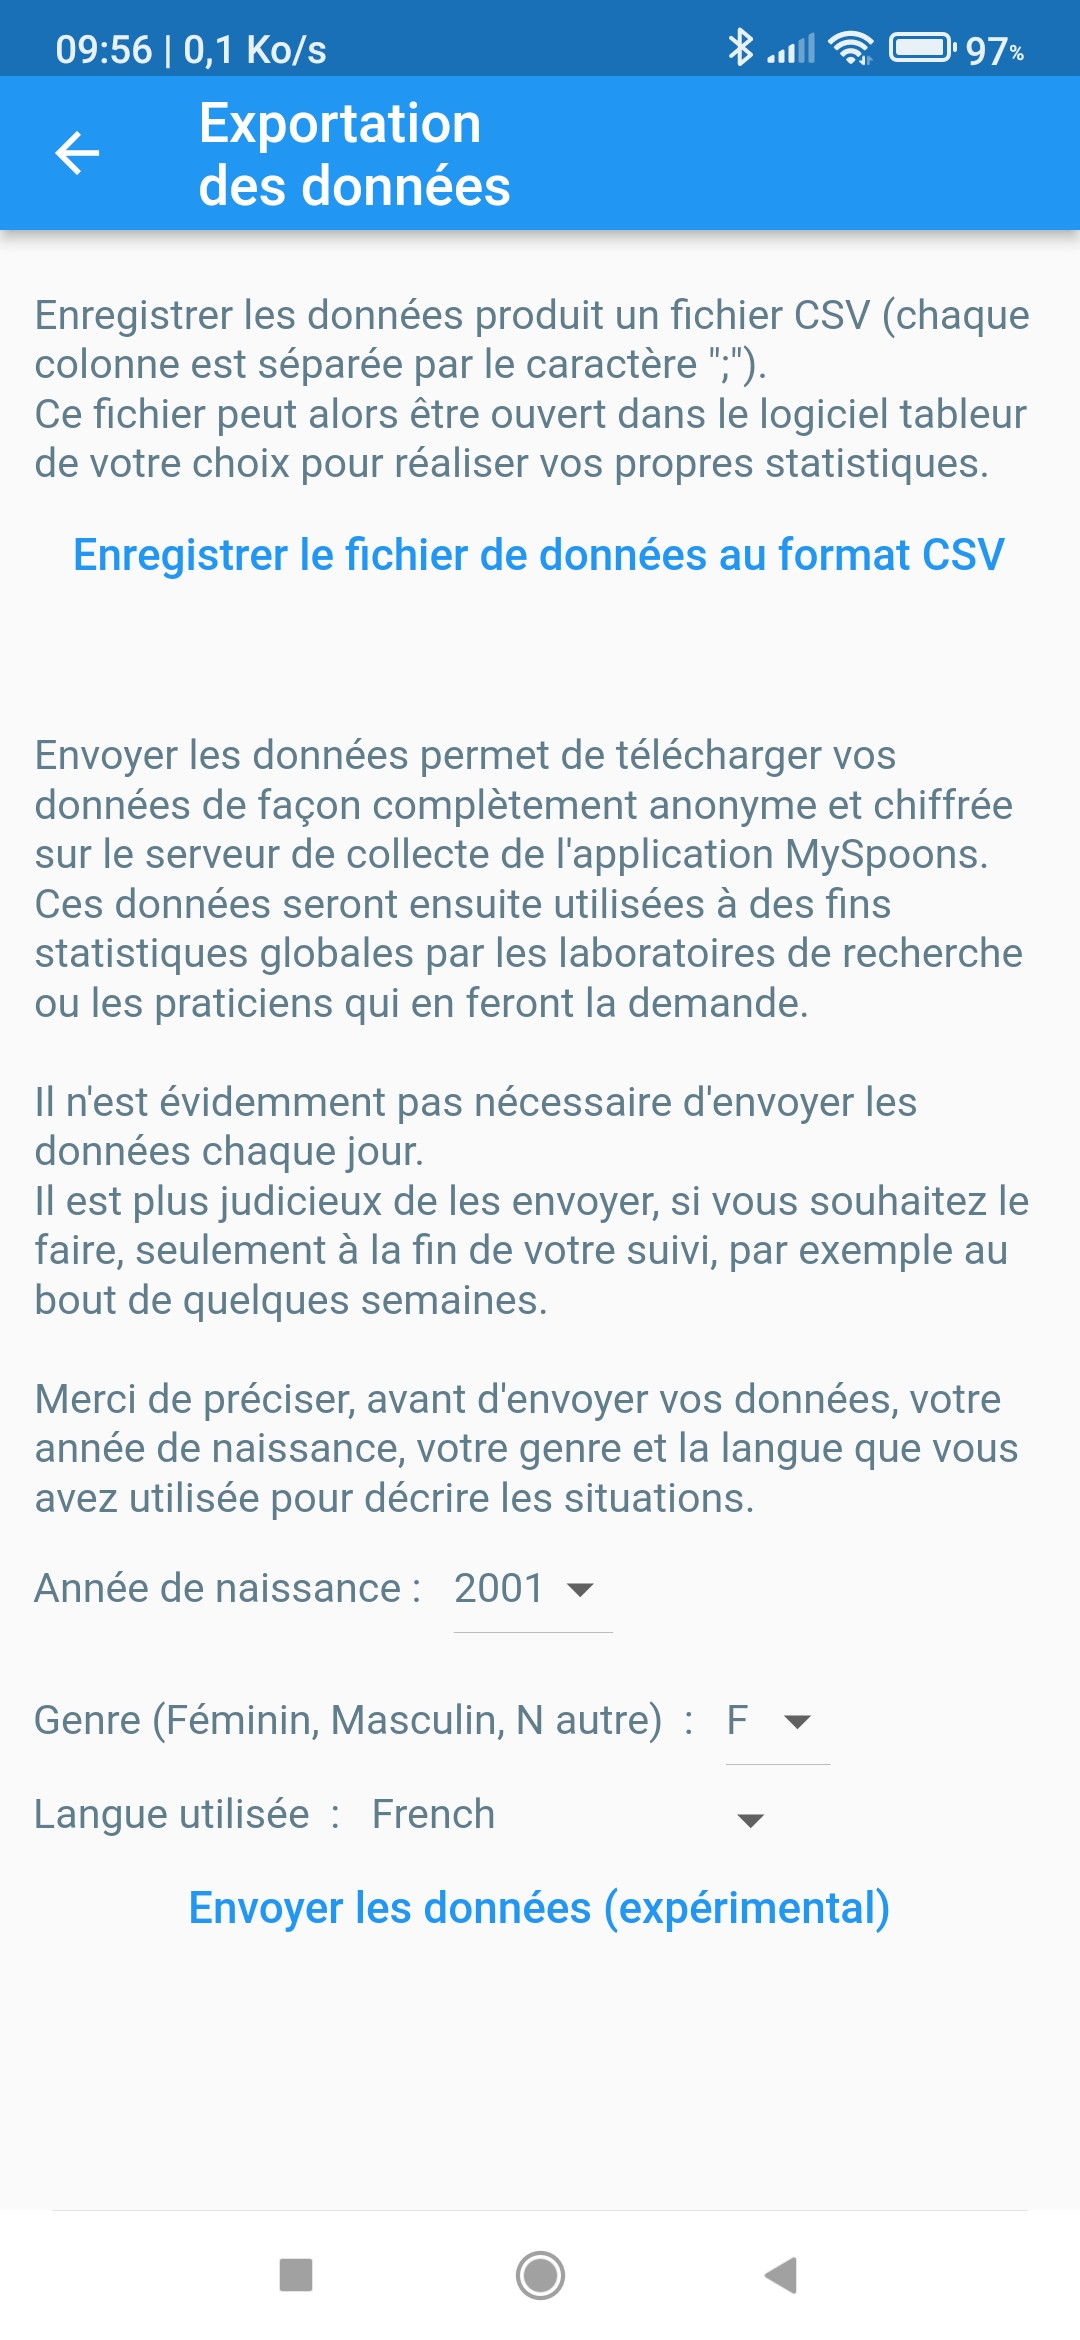 09:56 | 0,1 Ko/s
97%
Exportation
des données
Enregistrer les données produit un fichier CSV (chaque
colonne est séparée par le caractère ";").
Ce fichier peut alors être ouvert dans le logiciel tableur
de votre choix pour réaliser vos propres statistiques.
Enregistrer le fichier de données au format CSV
Envoyer les données permet de télécharger vos
données de façon complètement anonyme et chiffrée
sur le serveur de collecte de l'application MySpoons.
Ces données seront ensuite utilisées à des fins
statistiques globales par les laboratoires de recherche
ou les praticiens qui en feront la demande.
Il n'est évidemment pas nécessaire d'envoyer les
données chaque jour.
Il est plus judicieux de les envoyer, si vous souhaitez le
faire, seulement à la fin de votre suivi, par exemple au
bout de quelques semaines.
Merci de préciser, avant d'envoyer vos données, votre
année de naissance, votre genre et la langue que vous
avez utilisée pour décrire les situations.
Année de naissance : 2001
Genre (Féminin, Masculin, N autre) : F
Langue utilisée : French
Envoyer les données (expérimental)